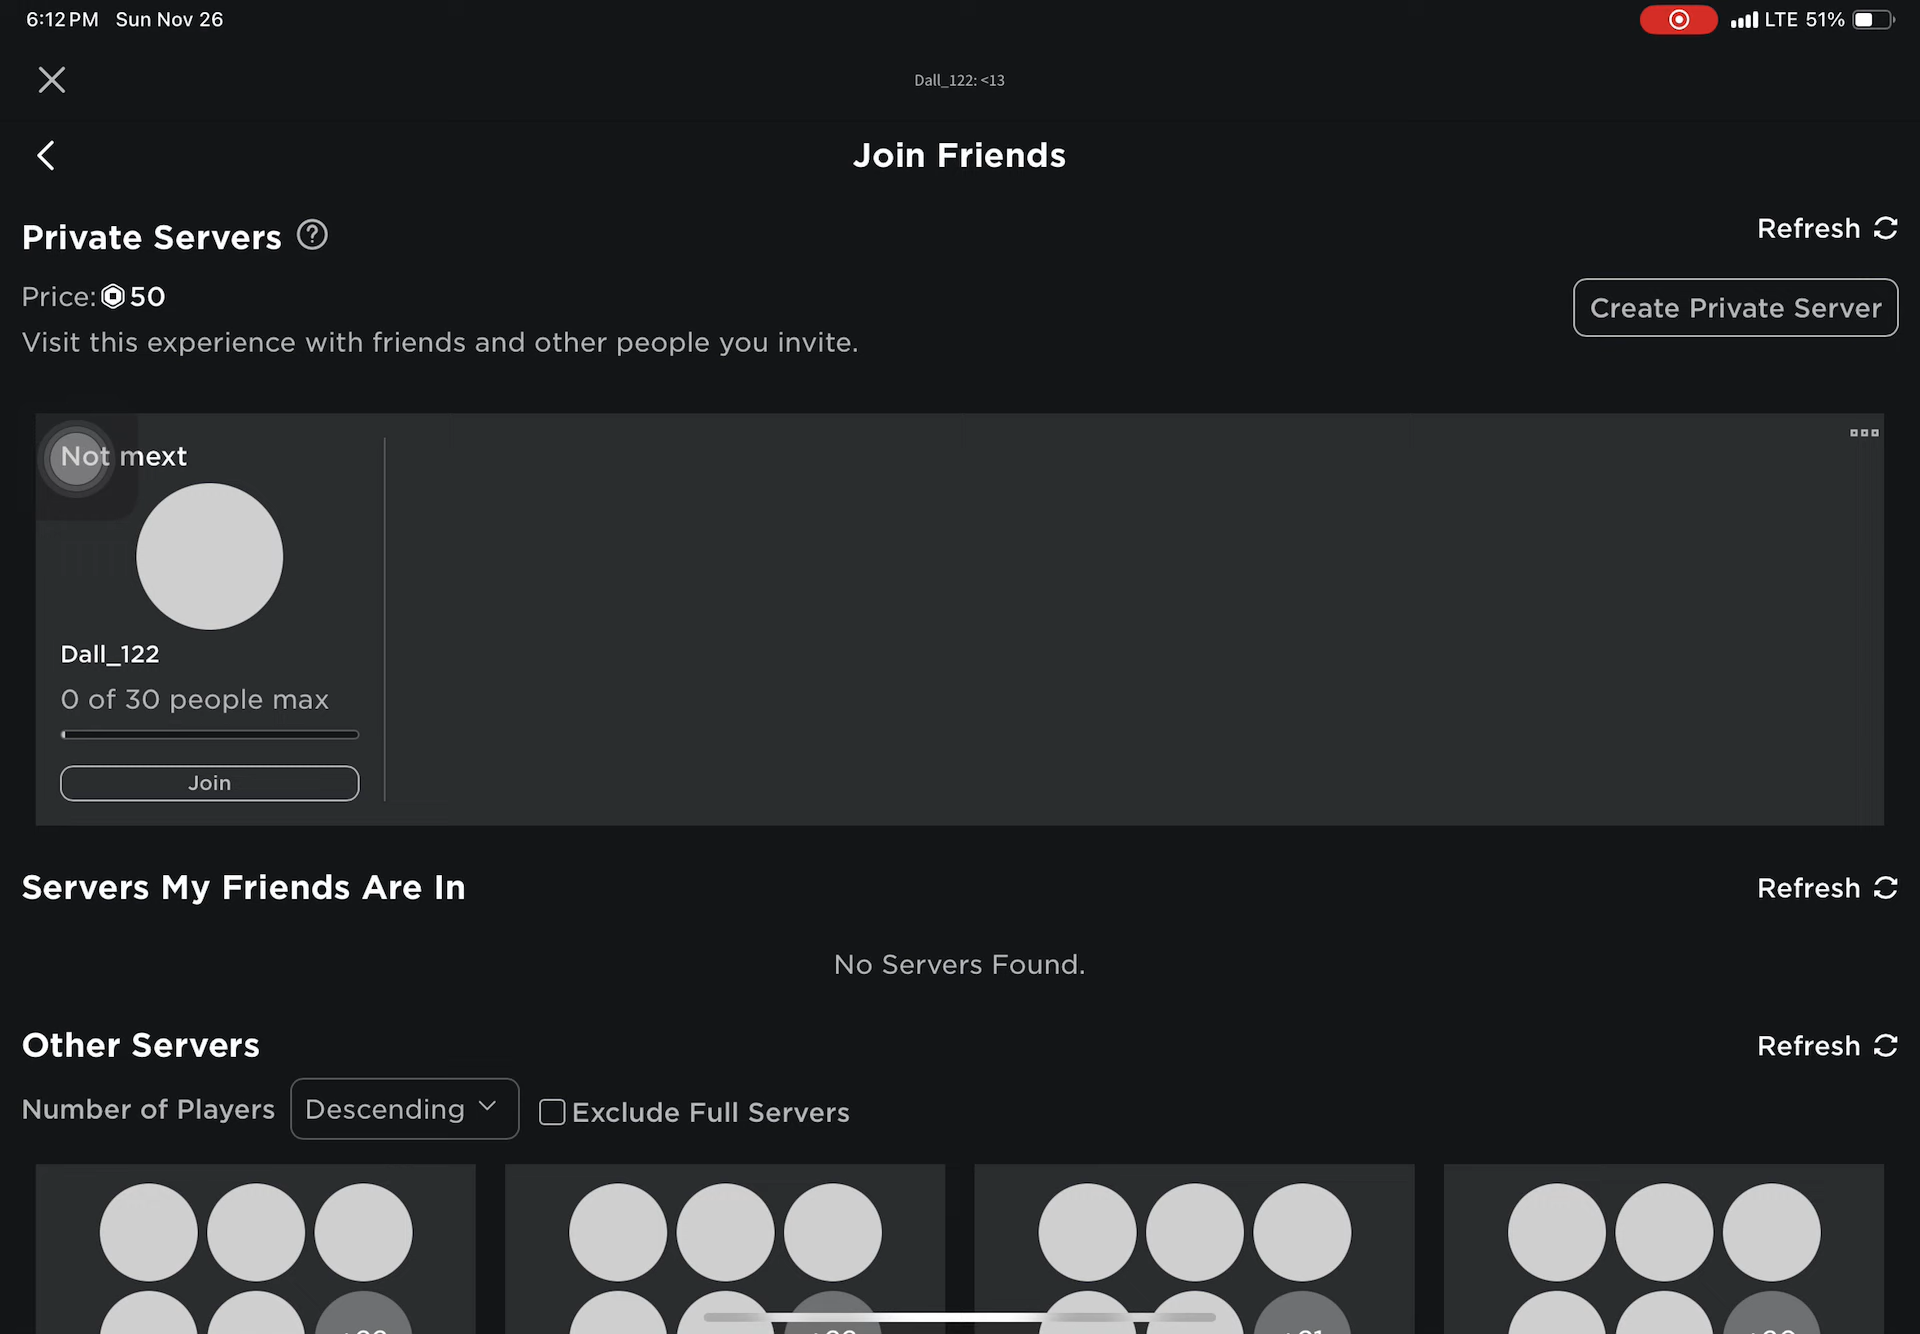 6:12 PM Sun Nov 26
LTE 51%
Dall_122: <13
Join Friends
Private Servers
Refresh
Price: 50
Create Private Server
Visit this experience with friends and other people you invite.
Not mext
Dall_122
0 of 30 people max
Join
Servers My Friends Are In
Refresh
No Servers Found.
Other Servers
Refresh
Number of Players Descending Exclude Full Servers